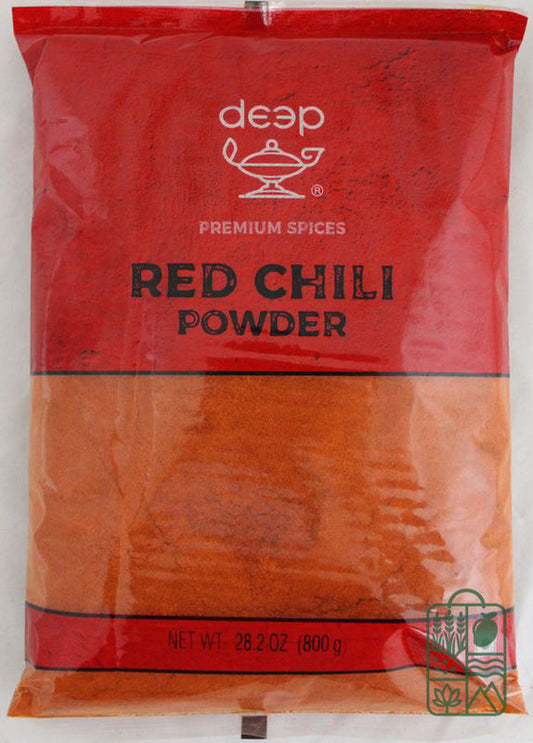 deep
®
PREMIUM SPICES
RED CHILI
POWDER
NET WT. 28.2 OZ (800 g)